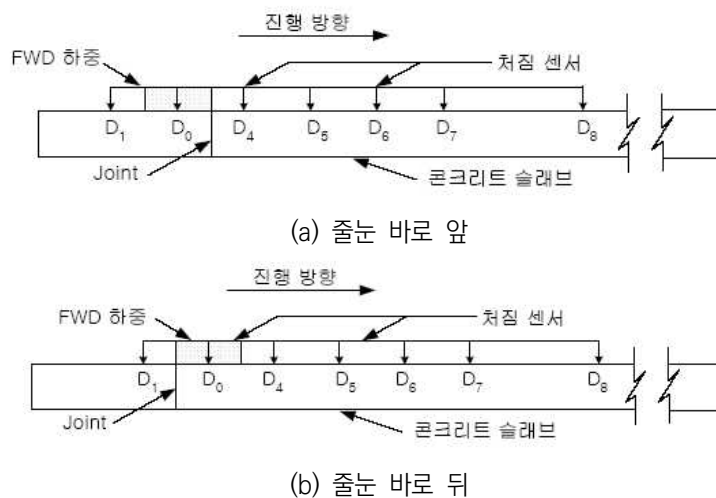 진행 방향
FWD 하중
처짐 센서
D₁ D₀ D₄ D₅ D₆ D₇ D₈
Joint
콘크리트 슬래브
(a) 줄눈 바로 앞
진행 방향
FWD 하중
처짐 센서
D₁ D₀ D₄ D₅ D₆ D₇ D₈
Joint
콘크리트 슬래브
(b) 줄눈 바로 뒤